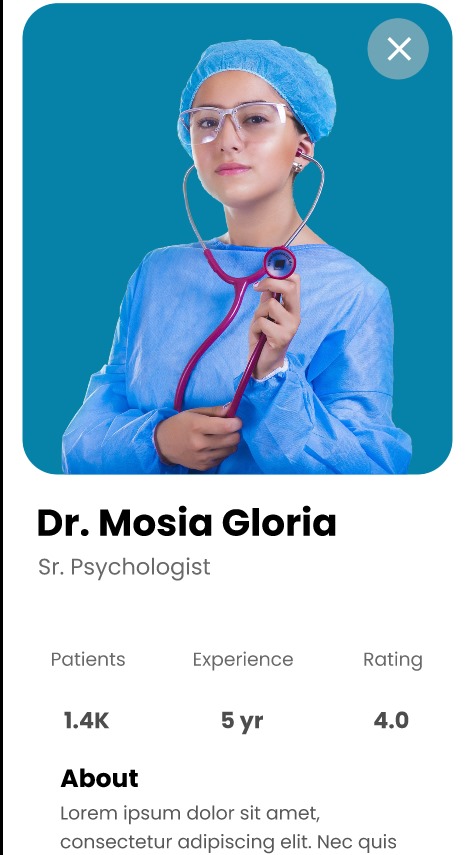 Dr. Mosia Gloria
Sr. Psychologist
Patients Experience Rating
1.4K 5 yr 4.0
About
Lorem ipsum dolor sit amet,
consectetur adipiscing elit. Nec quis